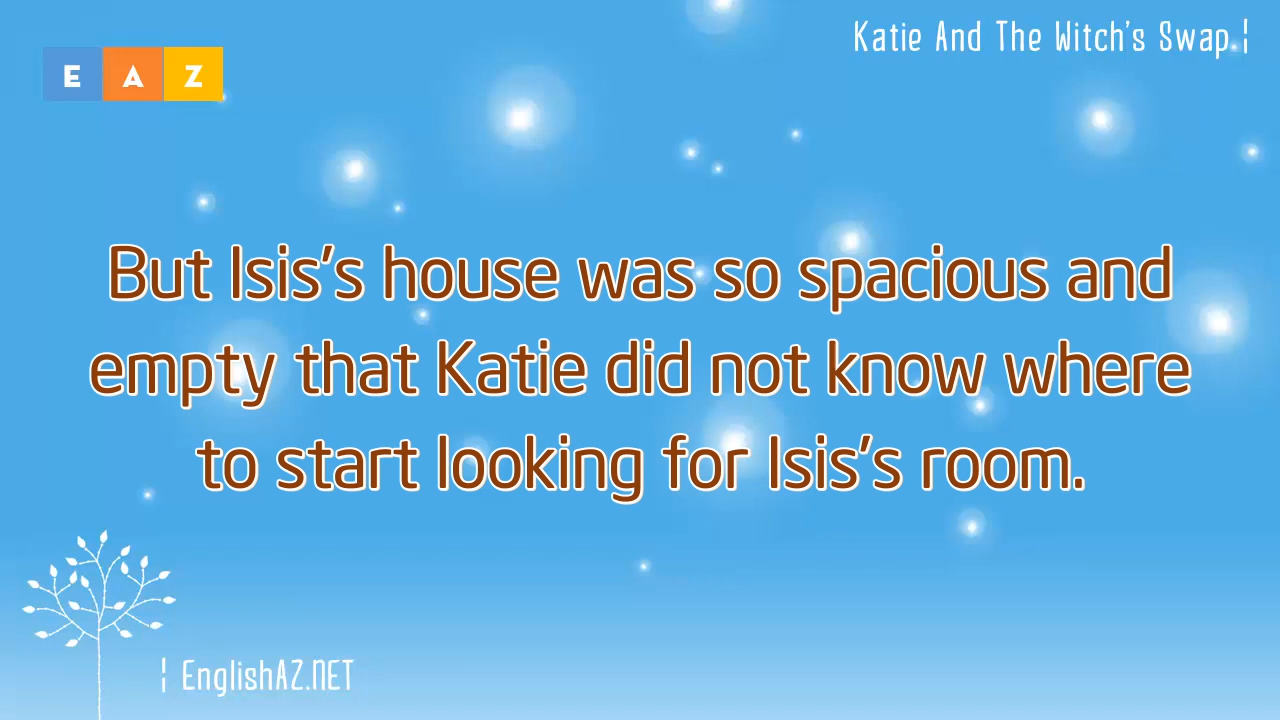 Katie And The Witch's Swap ¦
E A Z
But Isis's house was so spacious and
empty that Katie did not know where
to start looking for Isis's room.
¦ EnglishAZ.NET